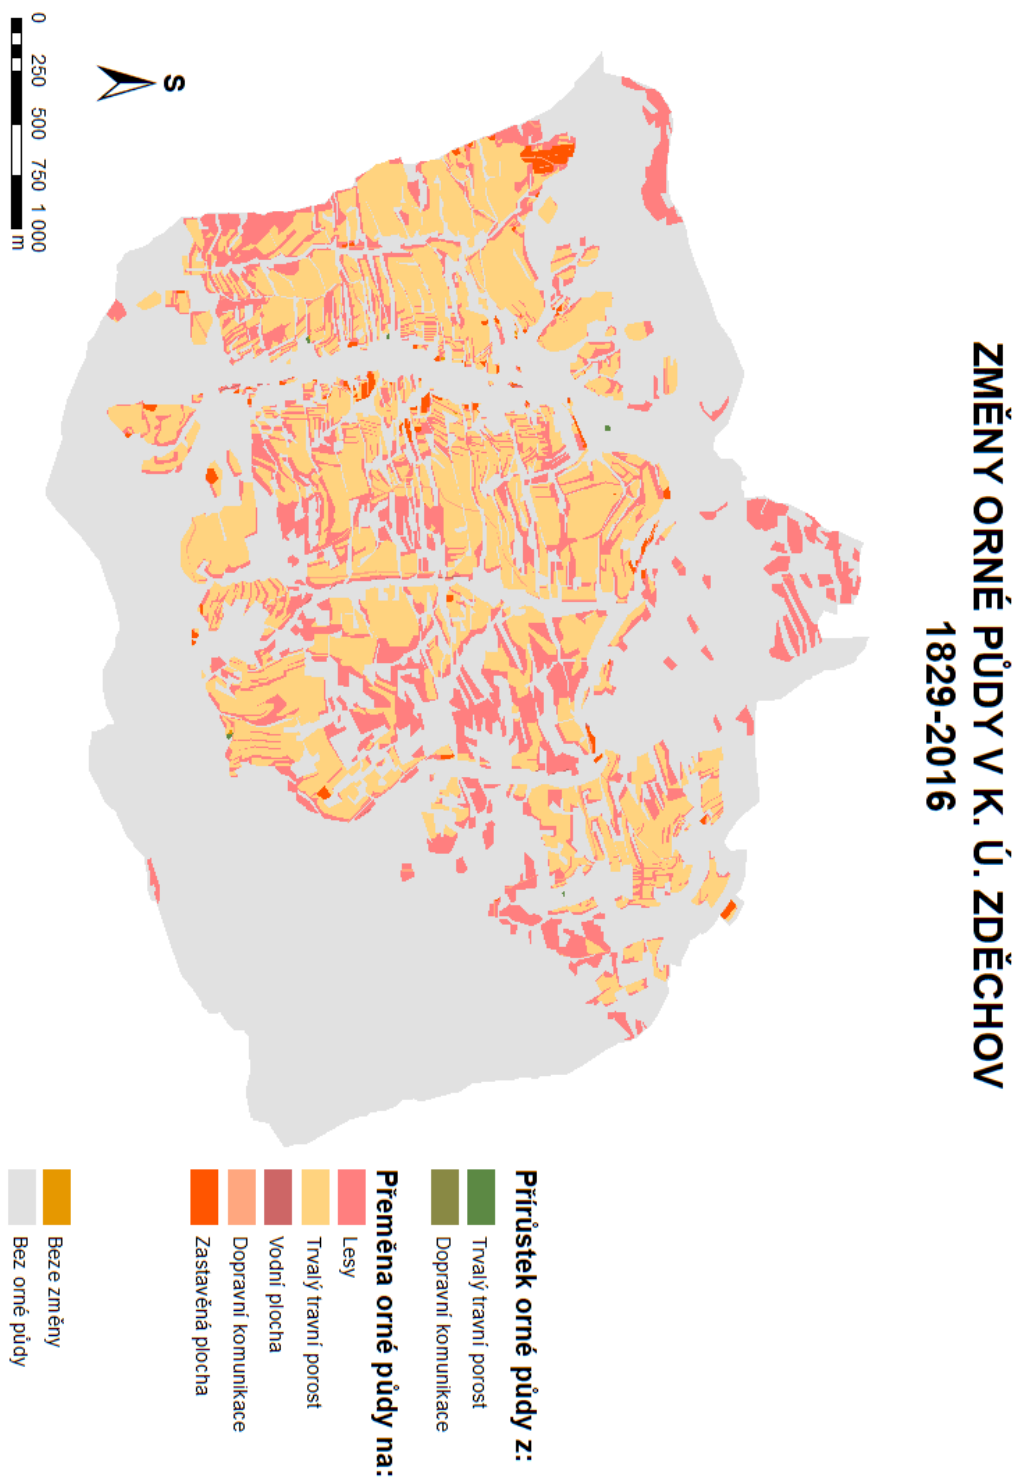 ZMĚNY ORNÉ PŮDY V K. Ú. ZDĚCHOV
1829-2016
S
0 250 500 750 1 000
m
Přírůstek orné půdy z:
Trvalý travní porost
Dopravní komunikace
Přeměna orné půdy na:
Lesy
Trvalý travní porost
Vodní plocha
Dopravní komunikace
Zastavěná plocha
Beze změny
Bez orné půdy